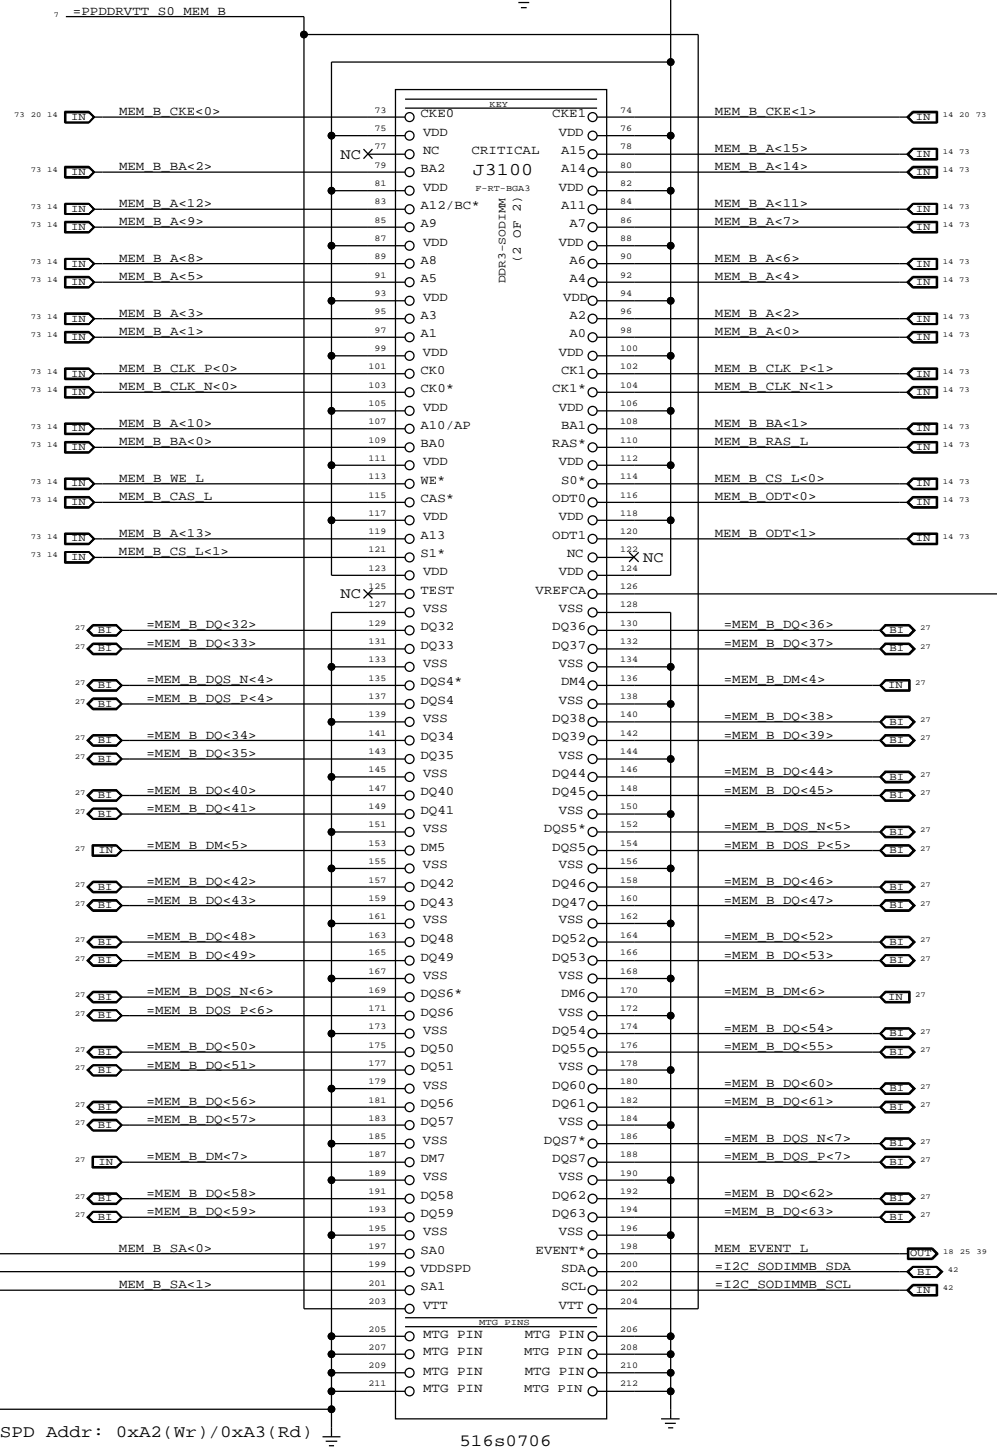 7 =PPDDRVTT_S0_MEM_B
KEY
73 20 14 IN MEM_B_CKE<0> 73 CKE0 CKE1 74 MEM_B_CKE<1> IN 14 20 73
75 VDD VDD 76
NC 77 NC CRITICAL A15 78 MEM_B_A<15> IN 14 73
73 14 IN MEM_B_BA<2> 79 BA2 J3100 A14 80 MEM_B_A<14> IN 14 73
81 VDD F-RT-BGA3 VDD 82
73 14 IN MEM_B_A<12> 83 A12/BC* A11 84 MEM_B_A<11> IN 14 73
73 14 IN MEM_B_A<9> 85 A9 A7 86 MEM_B_A<7> IN 14 73
DDR3-SODIMM
(2 OF 2)
87 VDD VDD 88
73 14 IN MEM_B_A<8> 89 A8 A6 90 MEM_B_A<6> IN 14 73
73 14 IN MEM_B_A<5> 91 A5 A4 92 MEM_B_A<4> IN 14 73
93 VDD VDD 94
73 14 IN MEM_B_A<3> 95 A3 A2 96 MEM_B_A<2> IN 14 73
73 14 IN MEM_B_A<1> 97 A1 A0 98 MEM_B_A<0> IN 14 73
99 VDD VDD 100
73 14 IN MEM_B_CLK_P<0> 101 CK0 CK1 102 MEM_B_CLK_P<1> IN 14 73
73 14 IN MEM_B_CLK_N<0> 103 CK0* CK1* 104 MEM_B_CLK_N<1> IN 14 73
105 VDD VDD 106
73 14 IN MEM_B_A<10> 107 A10/AP BA1 108 MEM_B_BA<1> IN 14 73
73 14 IN MEM_B_BA<0> 109 BA0 RAS* 110 MEM_B_RAS_L IN 14 73
111 VDD VDD 112
73 14 IN MEM_B_WE_L 113 WE* S0* 114 MEM_B_CS_L<0> IN 14 73
73 14 IN MEM_B_CAS_L 115 CAS* ODT0 116 MEM_B_ODT<0> IN 14 73
117 VDD VDD 118
73 14 IN MEM_B_A<13> 119 A13 ODT1 120 MEM_B_ODT<1> IN 14 73
73 14 IN MEM_B_CS_L<1> 121 S1* NC 122 NC
123 VDD VDD 124
NC 125 TEST VREFCA 126
127 VSS VSS 128
27 BI =MEM_B_DQ<32> 129 DQ32 DQ36 130 =MEM_B_DQ<36> BI 27
27 BI =MEM_B_DQ<33> 131 DQ33 DQ37 132 =MEM_B_DQ<37> BI 27
133 VSS VSS 134
27 BI =MEM_B_DQS_N<4> 135 DQS4* DM4 136 =MEM_B_DM<4> IN 27
27 BI =MEM_B_DQS_P<4> 137 DQS4 VSS 138
139 VSS DQ38 140 =MEM_B_DQ<38> BI 27
27 BI =MEM_B_DQ<34> 141 DQ34 DQ39 142 =MEM_B_DQ<39> BI 27
27 BI =MEM_B_DQ<35> 143 DQ35 VSS 144
145 VSS DQ44 146 =MEM_B_DQ<44> BI 27
27 BI =MEM_B_DQ<40> 147 DQ40 DQ45 148 =MEM_B_DQ<45> BI 27
27 BI =MEM_B_DQ<41> 149 DQ41 VSS 150
151 VSS DQS5* 152 =MEM_B_DQS_N<5> BI 27
27 IN =MEM_B_DM<5> 153 DM5 DQS5 154 =MEM_B_DQS_P<5> BI 27
155 VSS VSS 156
27 BI =MEM_B_DQ<42> 157 DQ42 DQ46 158 =MEM_B_DQ<46> BI 27
27 BI =MEM_B_DQ<43> 159 DQ43 DQ47 160 =MEM_B_DQ<47> BI 27
161 VSS VSS 162
27 BI =MEM_B_DQ<48> 163 DQ48 DQ52 164 =MEM_B_DQ<52> BI 27
27 BI =MEM_B_DQ<49> 165 DQ49 DQ53 166 =MEM_B_DQ<53> BI 27
167 VSS VSS 168
27 BI =MEM_B_DQS_N<6> 169 DQS6* DM6 170 =MEM_B_DM<6> IN 27
27 BI =MEM_B_DQS_P<6> 171 DQS6 VSS 172
173 VSS DQ54 174 =MEM_B_DQ<54> BI 27
27 BI =MEM_B_DQ<50> 175 DQ50 DQ55 176 =MEM_B_DQ<55> BI 27
27 BI =MEM_B_DQ<51> 177 DQ51 VSS 178
179 VSS DQ60 180 =MEM_B_DQ<60> BI 27
27 BI =MEM_B_DQ<56> 181 DQ56 DQ61 182 =MEM_B_DQ<61> BI 27
27 BI =MEM_B_DQ<57> 183 DQ57 VSS 184
185 VSS DQS7* 186 =MEM_B_DQS_N<7> BI 27
27 IN =MEM_B_DM<7> 187 DM7 DQS7 188 =MEM_B_DQS_P<7> BI 27
189 VSS VSS 190
27 BI =MEM_B_DQ<58> 191 DQ58 DQ62 192 =MEM_B_DQ<62> BI 27
27 BI =MEM_B_DQ<59> 193 DQ59 DQ63 194 =MEM_B_DQ<63> BI 27
195 VSS VSS 196
MEM_B_SA<0> 197 SA0 EVENT* 198 MEM_EVENT_L OUT 18 25 39
199 VDDSPD SDA 200 =I2C_SODIMMB_SDA BI 42
MEM_B_SA<1> 201 SA1 SCL 202 =I2C_SODIMMB_SCL IN 42
203 VTT VTT 204
MTG PINS
205 MTG PIN MTG PIN 206
207 MTG PIN MTG PIN 208
209 MTG PIN MTG PIN 210
211 MTG PIN MTG PIN 212
SPD Addr: 0xA2(Wr)/0xA3(Rd)
516s0706